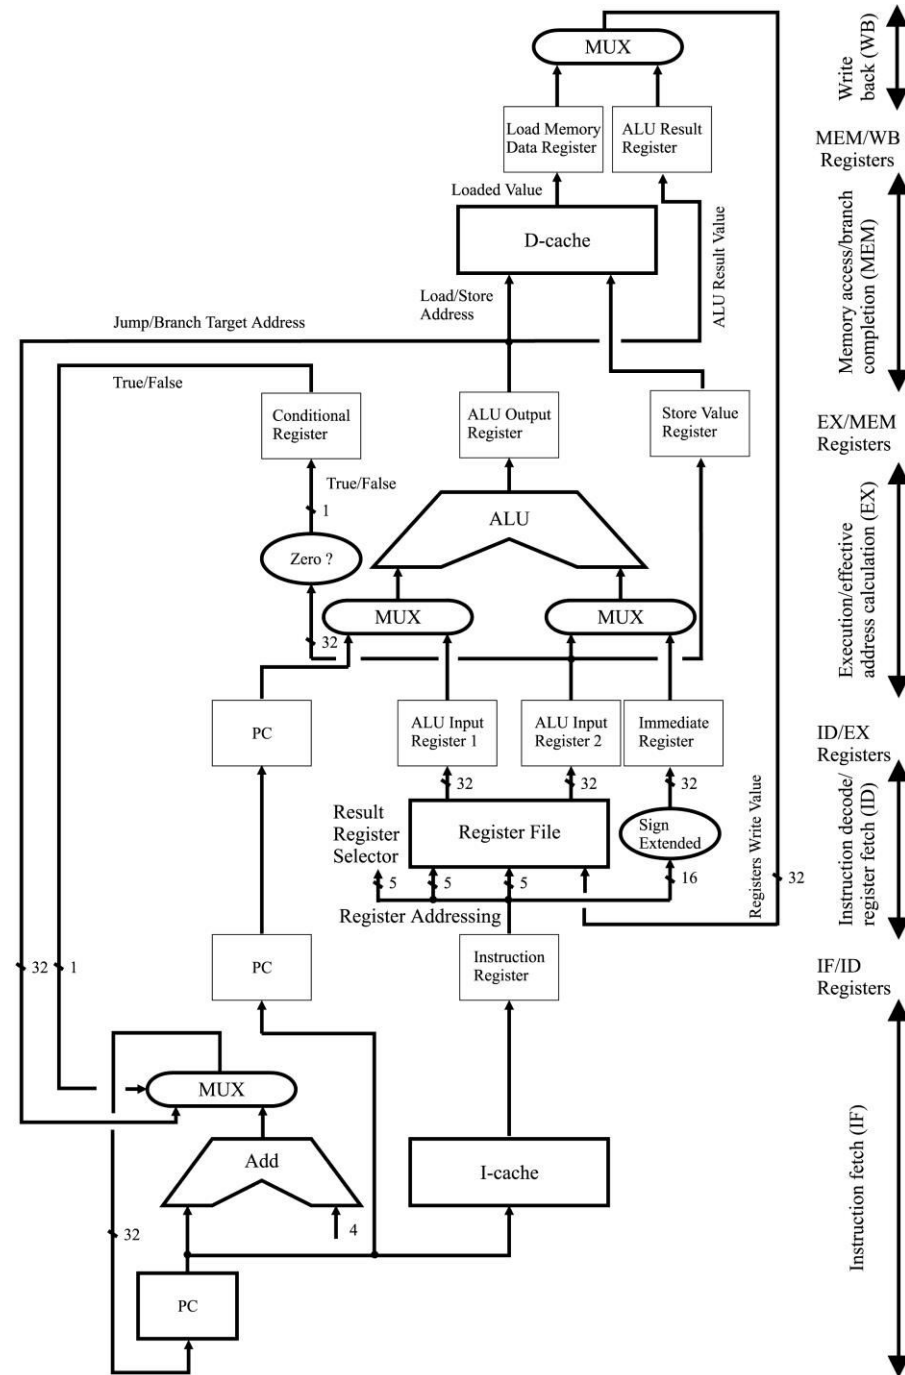 MUX
Write
back (WB)
Load Memory
Data Register
ALU Result
Register
MEM/WB
Registers
Loaded Value
D-cache
ALU Result Value
Load/Store
Address
Memory access/branch
completion (MEM)
Jump/Branch Target Address
True/False
Conditional
Register
ALU Output
Register
Store Value
Register
EX/MEM
Registers
True/False
1
ALU
Zero ?
MUX
MUX
32
Execution/effective
address calculation (EX)
PC
ALU Input
Register 1
ALU Input
Register 2
Immediate
Register
ID/EX
Registers
32
32
32
Result
Register
Selector
Register File
Sign
Extended
5
5
5
16
Registers Write Value
32
Instruction decode/
register fetch (ID)
Register Addressing
32
1
PC
Instruction
Register
IF/ID
Registers
MUX
Add
I-cache
4
32
PC
Instruction fetch (IF)